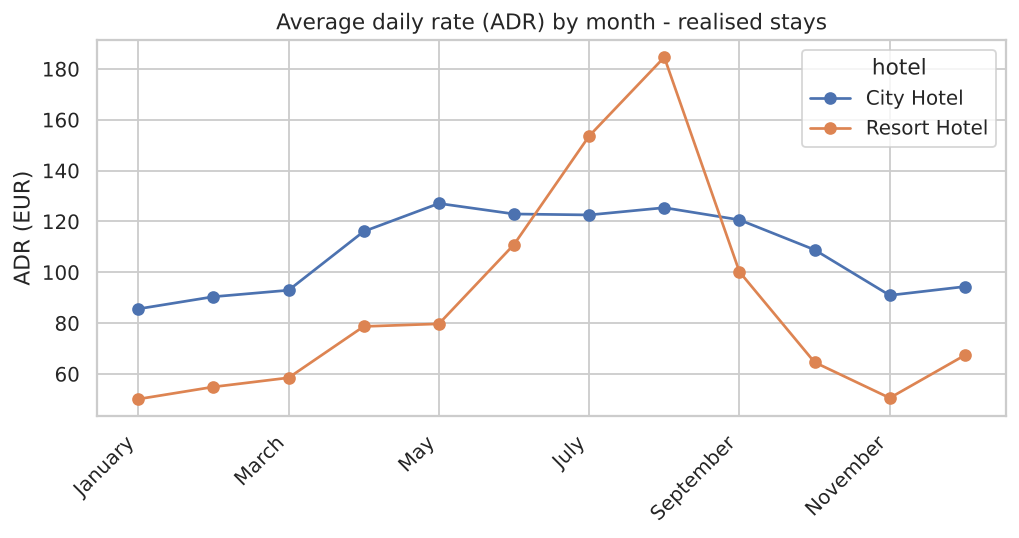 Average daily rate (ADR) by month - realised stays
hotel
City Hotel
Resort Hotel
ADR (EUR)
180
160
140
120
100
80
60
January
March
May
July
September
November